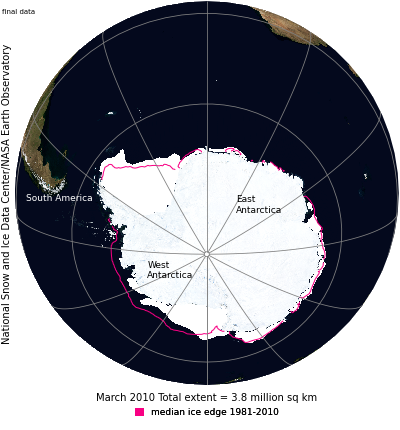 final data
National Snow and Ice Data Center/NASA Earth Observatory
South America
East
Antarctica
West
Antarctica
March 2010 Total extent = 3.8 million sq km
median ice edge 1981-2010